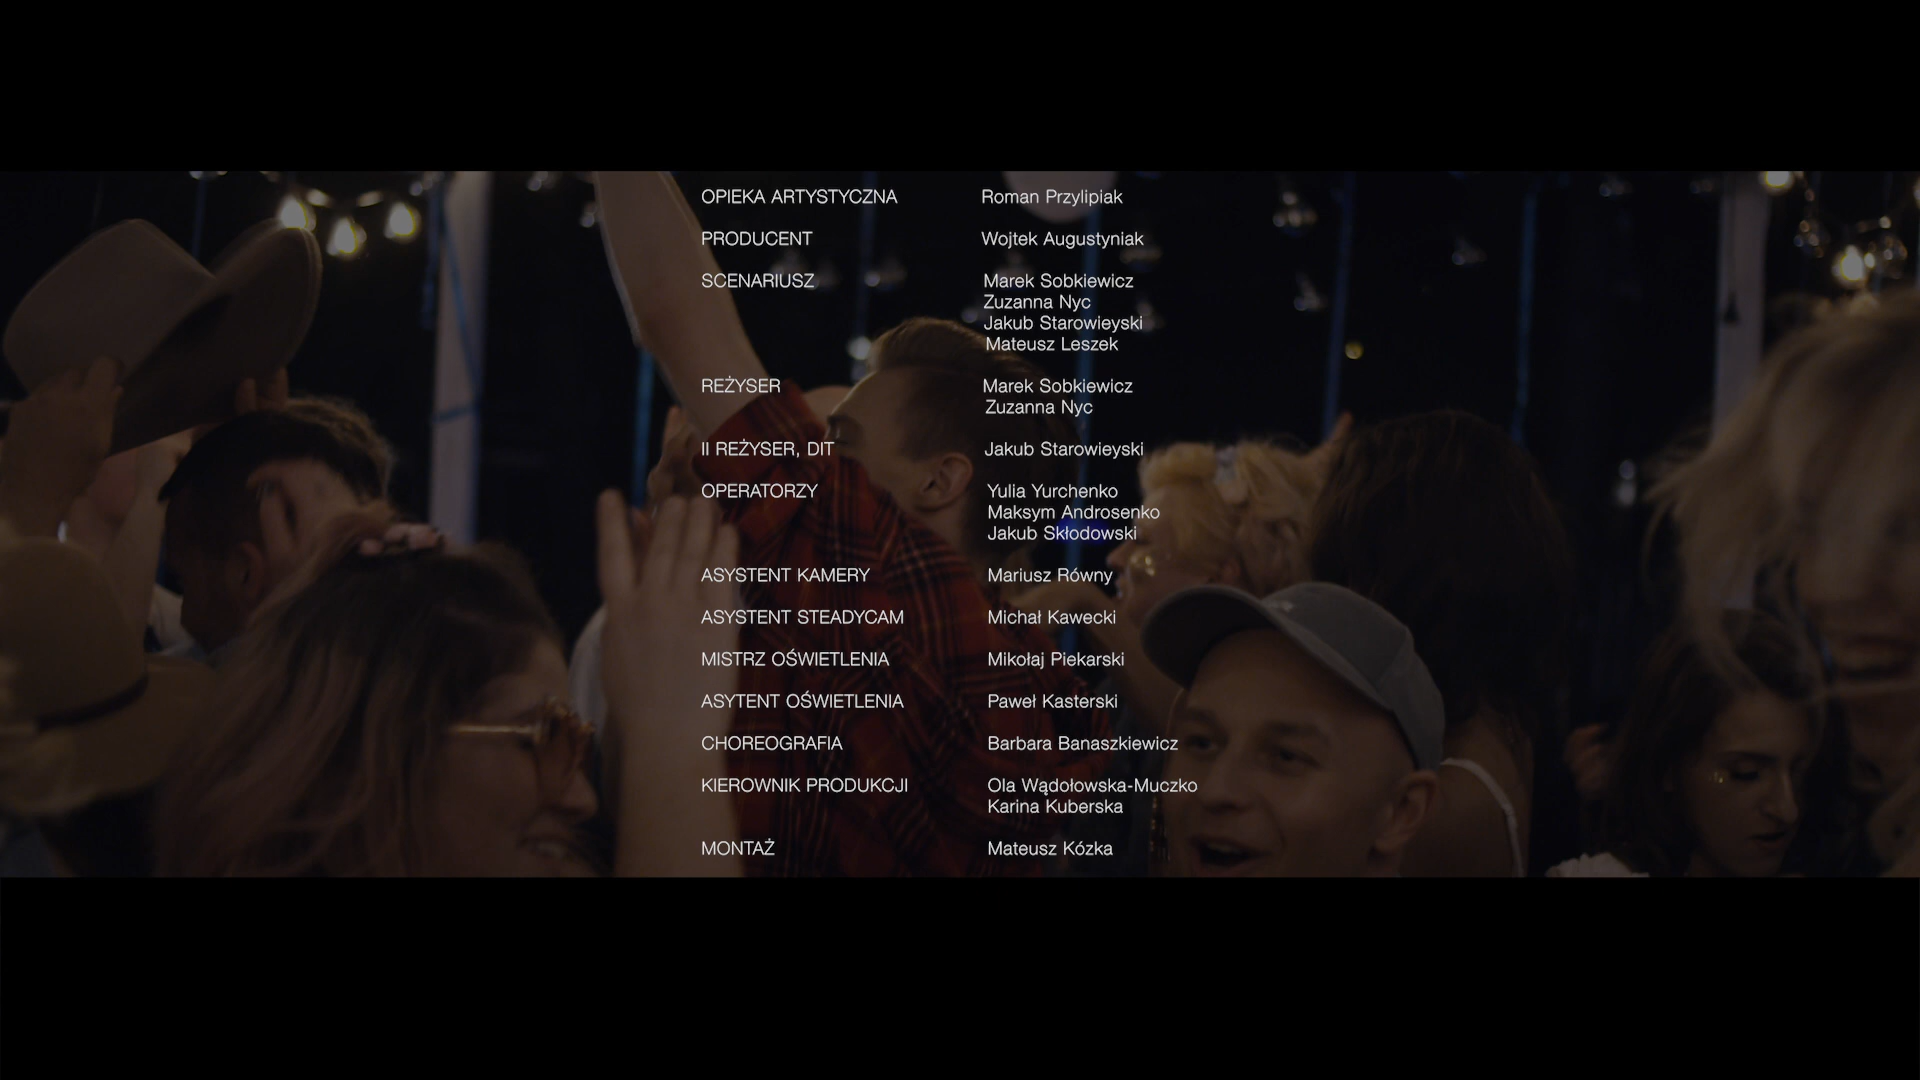 OPIEKA ARTYSTYCZNA Roman Przylipiak
PRODUCENT Wojtek Augustyniak
SCENARIUSZ Marek Sobkiewicz
Zuzanna Nyc
Jakub Starowieyski
Mateusz Leszek
REŻYSER Marek Sobkiewicz
Zuzanna Nyc
II REŻYSER, DIT Jakub Starowieyski
OPERATORZY Yulia Yurchenko
Maksym Androsenko
Jakub Skłodowski
ASYSTENT KAMERY Mariusz Równy
ASYSTENT STEADYCAM Michał Kawecki
MISTRZ OŚWIETLENIA Mikołaj Piekarski
ASYTENT OŚWIETLENIA Paweł Kasterski
CHOREOGRAFIA Barbara Banaszkiewicz
KIEROWNIK PRODUKCJI Ola Wądołowska-Muczko
Karina Kuberska
MONTAŻ Mateusz Kózka